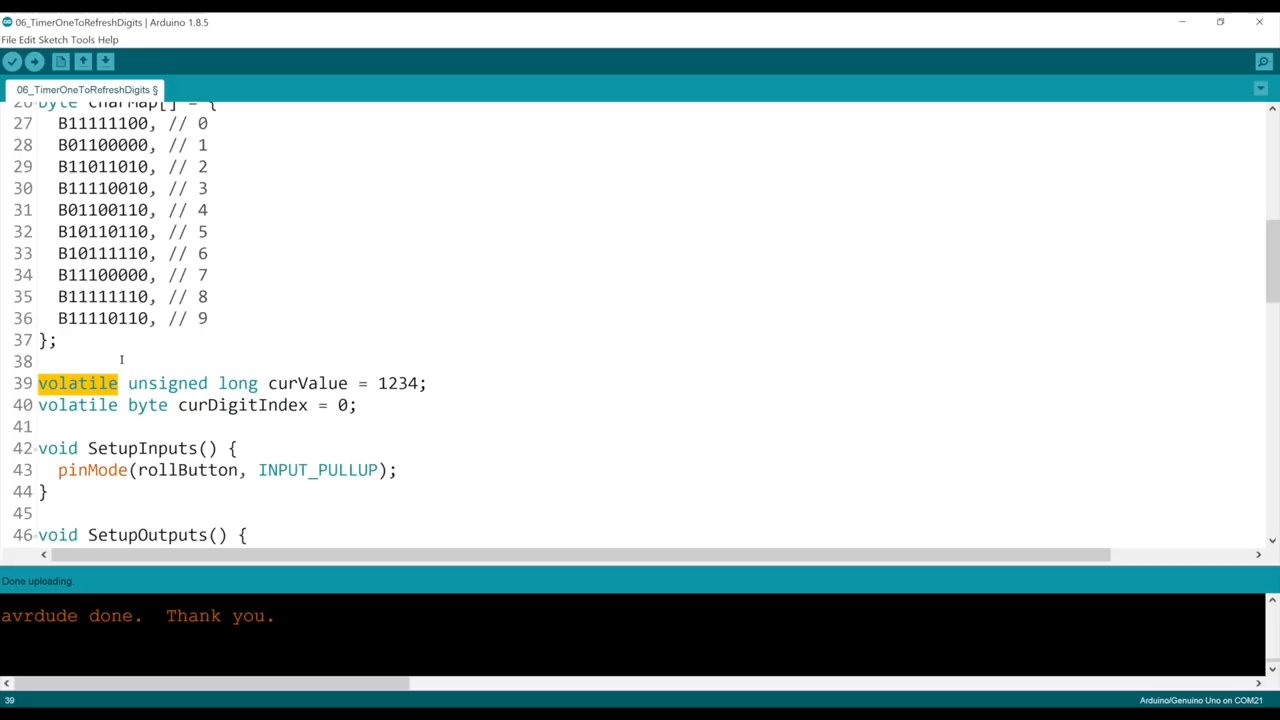 06_TimerOneToRefreshDigits | Arduino 1.8.5
File Edit Sketch Tools Help
06_TimerOneToRefreshDigits §
26 byte charMap[] = {
27 B11111100, // 0
28 B01100000, // 1
29 B11011010, // 2
30 B11110010, // 3
31 B01100110, // 4
32 B10110110, // 5
33 B10111110, // 6
34 B11100000, // 7
35 B11111110, // 8
36 B11110110, // 9
37 };
38
39 volatile unsigned long curValue = 1234;
40 volatile byte curDigitIndex = 0;
41
42 void SetupInputs() {
43 pinMode(rollButton, INPUT_PULLUP);
44 }
45
46 void SetupOutputs() {
Done uploading.
avrdude done.  Thank you.
39 Arduino/Genuino Uno on COM21